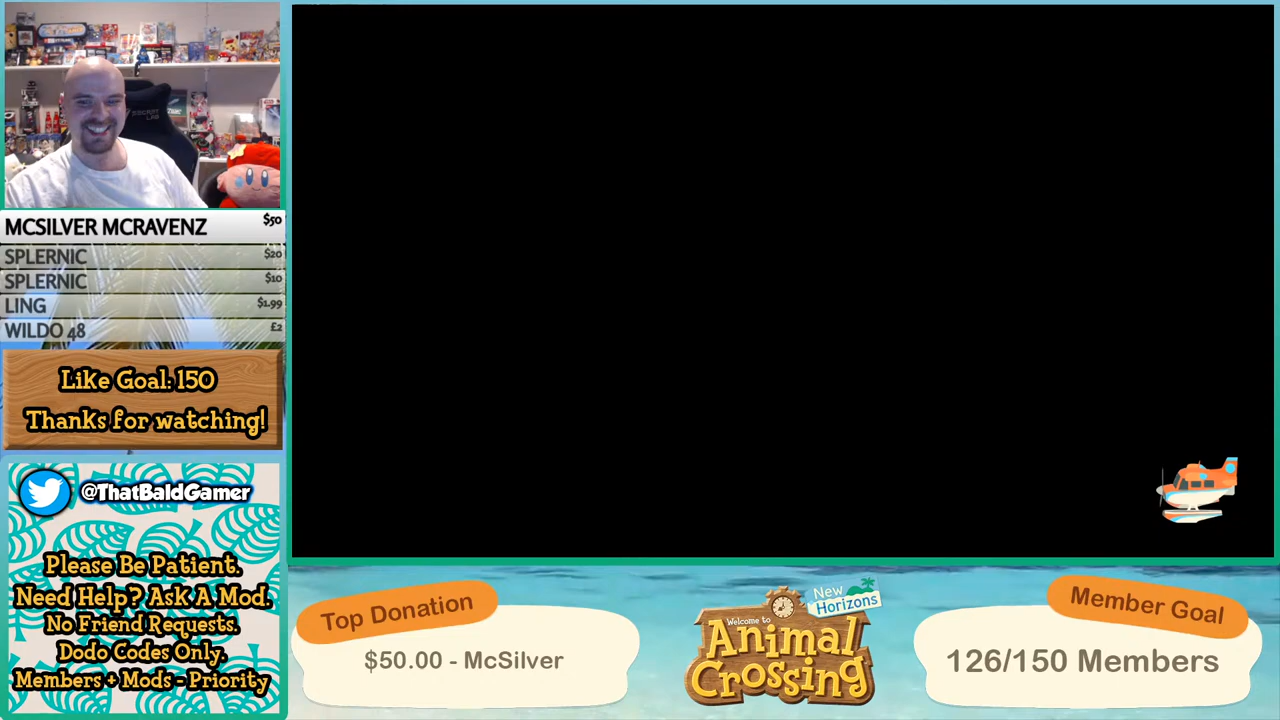 MCSILVER MCRAVENZ $50
SPLERNIC $20
SPLERNIC $10
LING $1.99
WILDO 48 £2
Like Goal: 150
Thanks for watching!
@ThatBaldGamer
Please Be Patient.
Need Help? Ask A Mod.
No Friend Requests.
Dodo Codes Only.
Members + Mods - Priority
Top Donation
$50.00 - McSilver
Welcome to
Animal
Crossing
New
Horizons
Member Goal
126/150 Members